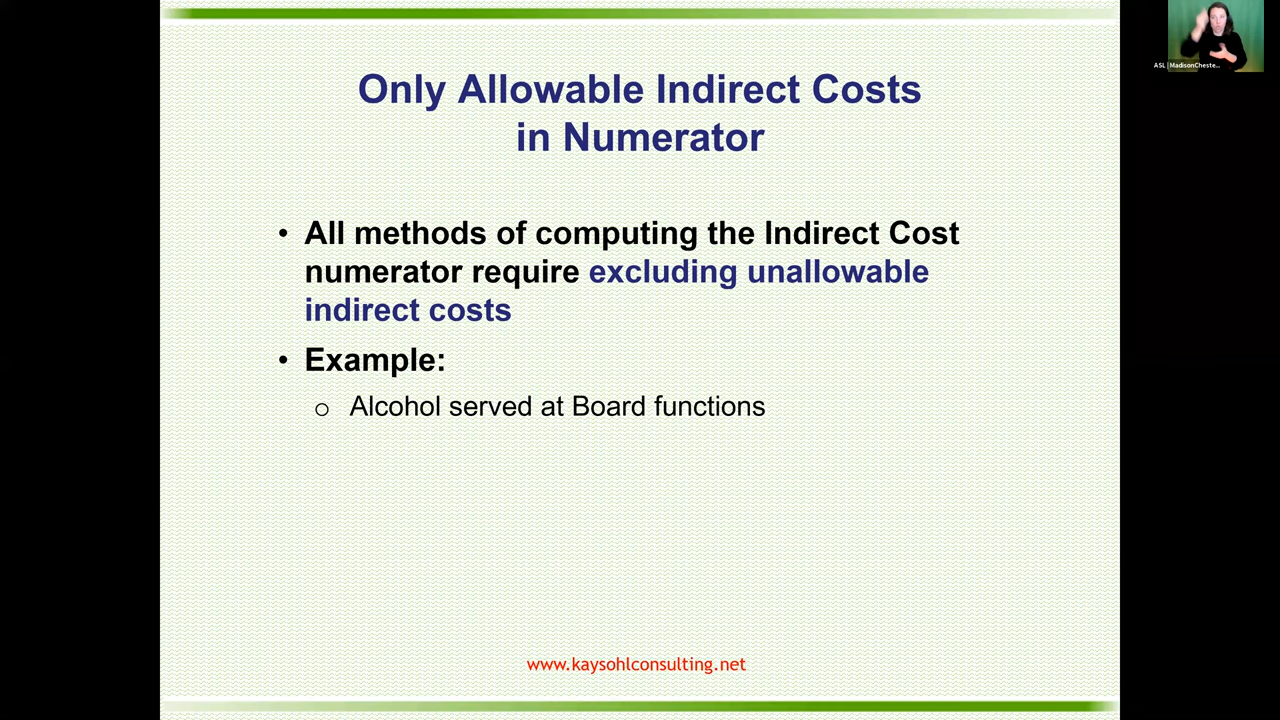 ASL | MadisonCheste...
Only Allowable Indirect Costs
in Numerator
• All methods of computing the Indirect Cost
numerator require excluding unallowable
indirect costs
• Example:
o Alcohol served at Board functions
www.kaysohlconsulting.net